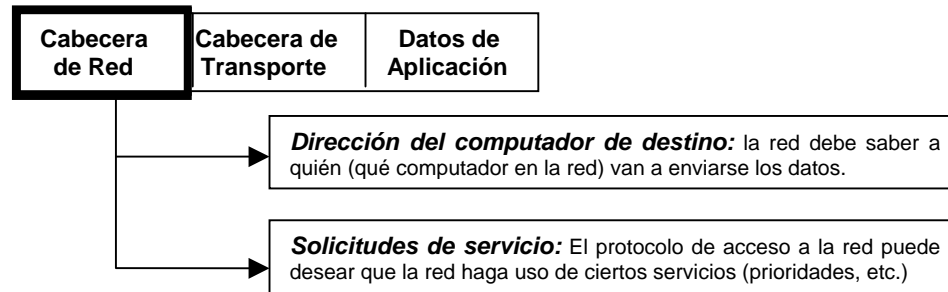 Cabecera de Red
Cabecera de Transporte
Datos de Aplicación
Dirección del computador de destino: la red debe saber a
quién (qué computador en la red) van a enviarse los datos.
Solicitudes de servicio: El protocolo de acceso a la red puede
desear que la red haga uso de ciertos servicios (prioridades, etc.)